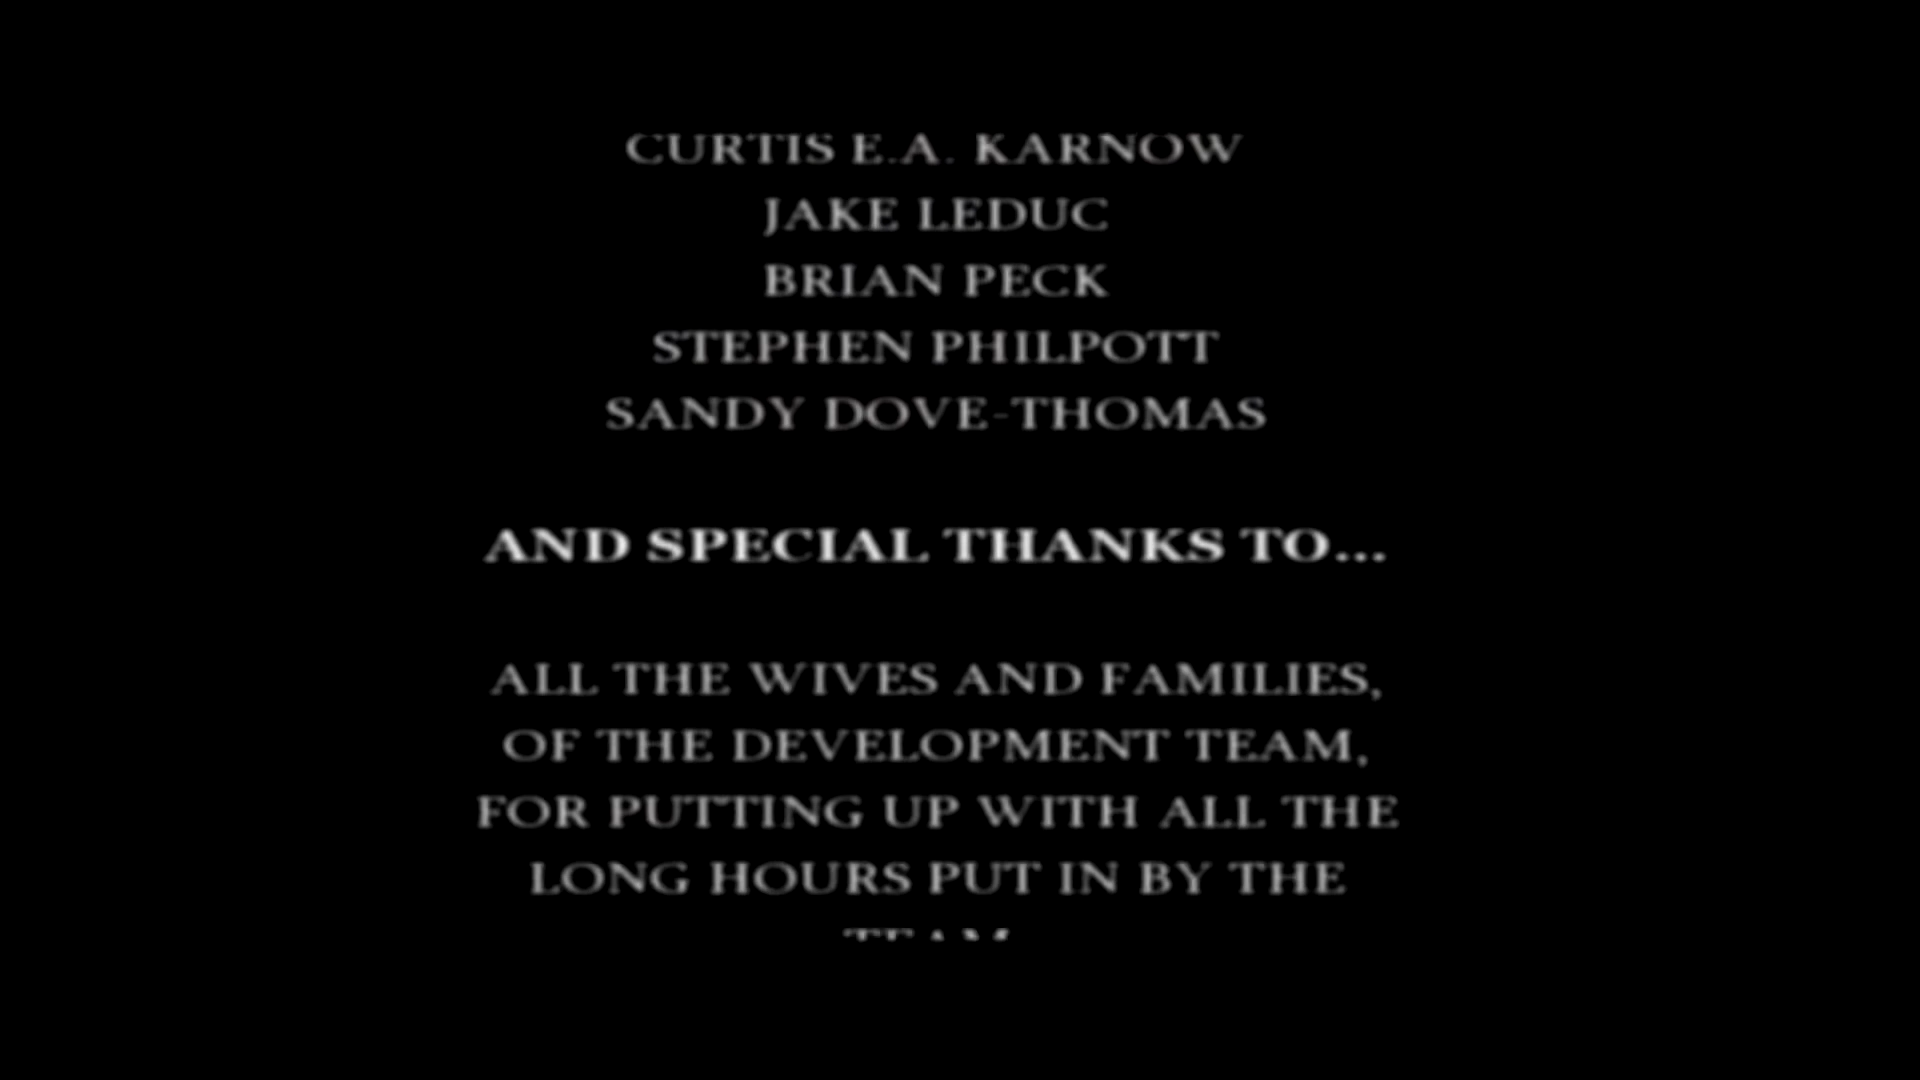 CURTIS E.A. KARNOW
JAKE LEDUC
BRIAN PECK
STEPHEN PHILPOTT
SANDY DOVE-THOMAS
AND SPECIAL THANKS TO...
ALL THE WIVES AND FAMILIES,
OF THE DEVELOPMENT TEAM,
FOR PUTTING UP WITH ALL THE
LONG HOURS PUT IN BY THE
TEAM